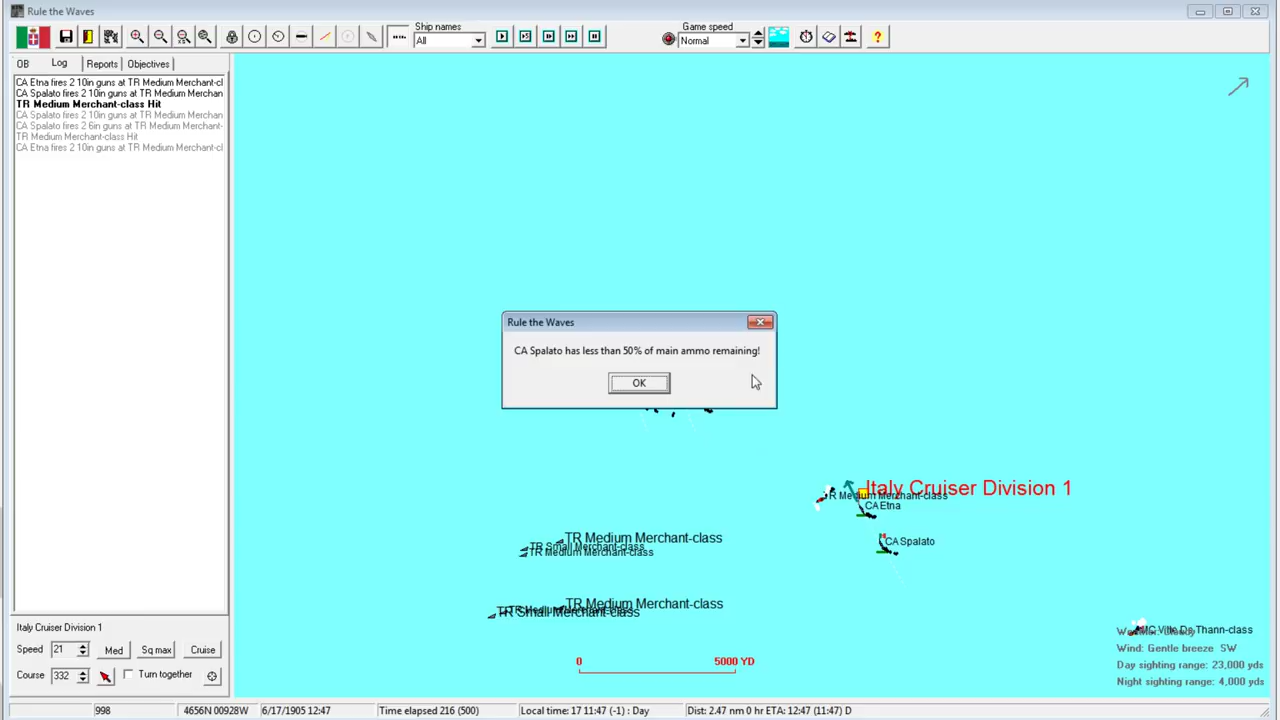 Rule the Waves
Ship names
All
Game speed
Normal
?
OB
Log
Reports
Objectives
CA Etna fires 2 10in guns at TR Medium Merchant-cl
CA Spalato fires 2 10in guns at TR Medium Merchan
TR Medium Merchant-class Hit
CA Spalato fires 2 10in guns at TR Medium Merchan
CA Spalato fires 2 6in guns at TR Medium Merchant-
TR Medium Merchant-class Hit
CA Etna fires 2 10in guns at TR Medium Merchant-cl
Rule the Waves
CA Spalato has less than 50% of main ammo remaining!
OK
Italy Cruiser Division 1
R Medium Merchant-class
CA Etna
CA Spalato
TR Medium Merchant-class
TR Small Merchant-class
TR Medium Merchant-class
TR Medium Merchant-class
TR Small Merchant-class
MC Ville De Thann-class
Wind: Gentle breeze SW
Day sighting range: 23,000 yds
Night sighting range: 4,000 yds
0
5000 YD
Italy Cruiser Division 1
Speed
21
Med
Sq max
Cruise
Course
332
Turn together
998
4656N 00928W
6/17/1905 12:47
Time elapsed 216 (500)
Local time: 17 11:47 (-1) : Day
Dist: 2.47 nm 0 hr ETA: 12:47 (11:47) D